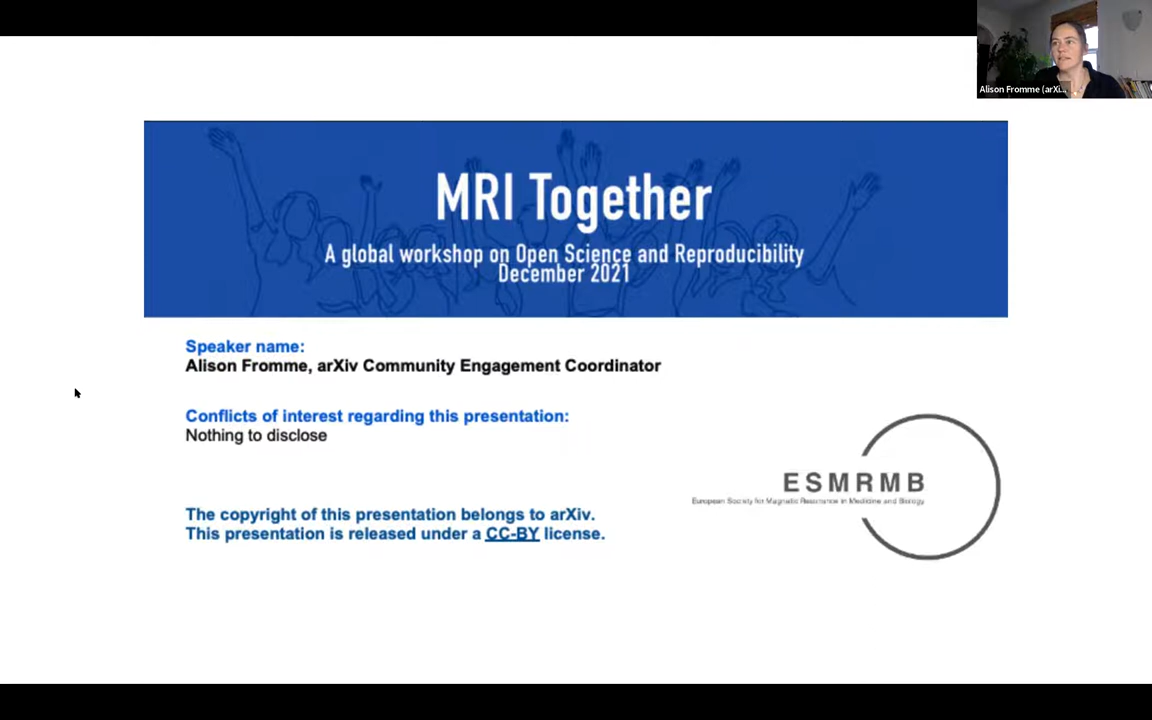 Alison Fromme (arXi...
MRI Together
A global workshop on Open Science and Reproducibility
December 2021
Speaker name:
Alison Fromme, arXiv Community Engagement Coordinator
Conflicts of interest regarding this presentation:
Nothing to disclose
ESMRMB
European Society for Magnetic Resonance in Medicine and Biology
The copyright of this presentation belongs to arXiv.
This presentation is released under a CC-BY license.